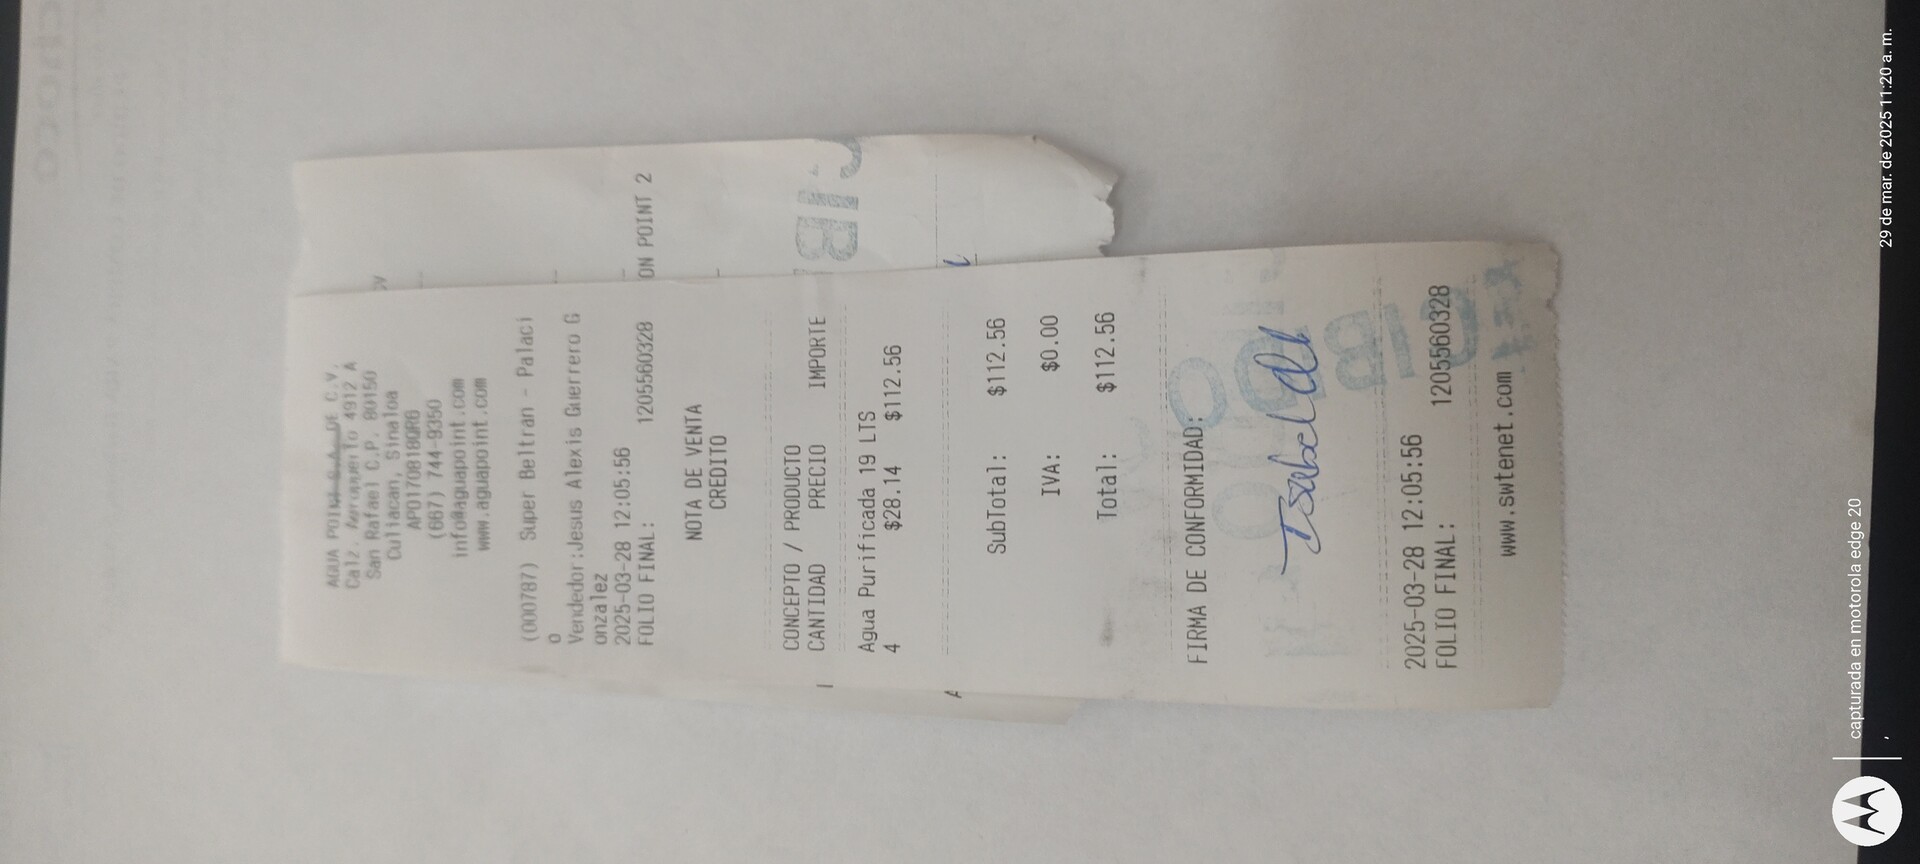 AGUA POINT S.A. DE C.V.
Calz. Aeropuerto 4912 A
San Rafael C.P. 80150
Culiacan, Sinaloa
APO170818QR6
(667) 744-9350
info@aguapoint.com
www.aguapoint.com
(000787) Super Beltran - Palaci
o
Vendedor:Jesus Alexis Guerrero G
onzalez
2025-03-28 12:05:56
FOLIO FINAL: 1205560328
NOTA DE VENTA
CREDITO
CONCEPTO / PRODUCTO
CANTIDAD PRECIO IMPORTE
Agua Purificada 19 LTS
4 $28.14 $112.56
SubTotal: $112.56
IVA: $0.00
Total: $112.56
FIRMA DE CONFORMIDAD:
Isabel
2025-03-28 12:05:56
FOLIO FINAL: 1205560328
www.swtenet.com
ON POINT 2
capturada en motorola edge 20
29 de mar. de 2025 11:20 a. m.